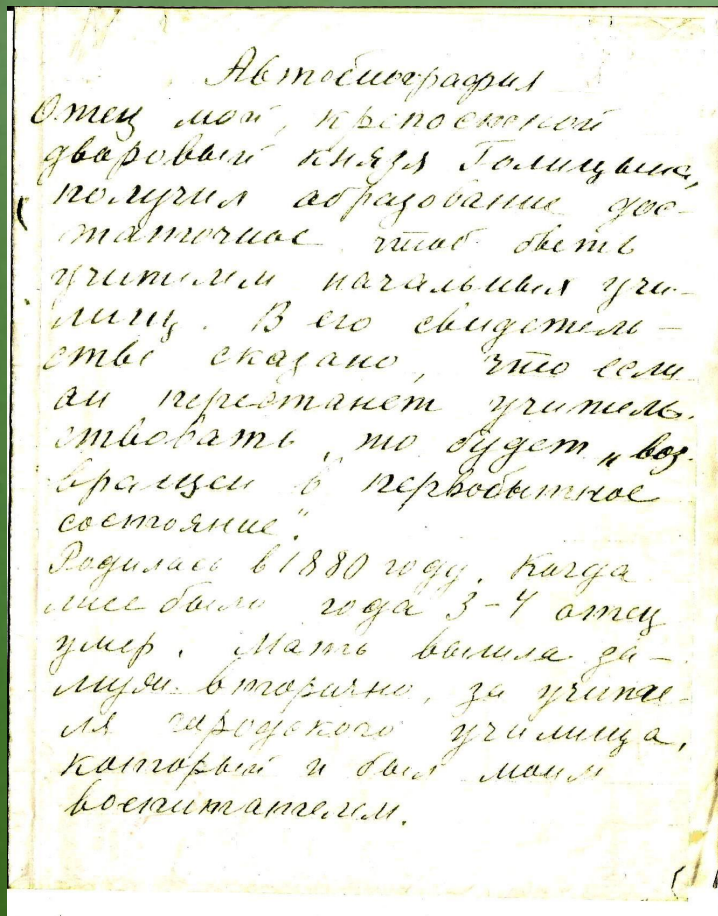 Автобиография
Отец мой, крепостной
дворовый князя Голицына,
получил образование дос-
таточное чтоб быть
учителем начальных учи-
лищ. В его свидетель-
стве сказано, что если
он перестанет учитель-
ствовать, то будет „воз-
вращен в первобытное
состояние".
Родилась в 1880 году. Когда
мне было года 3-4 отец
умер. Мать вышла за-
муж вторично, за учите-
ля городского училища,
который и был моим
воспитателем.